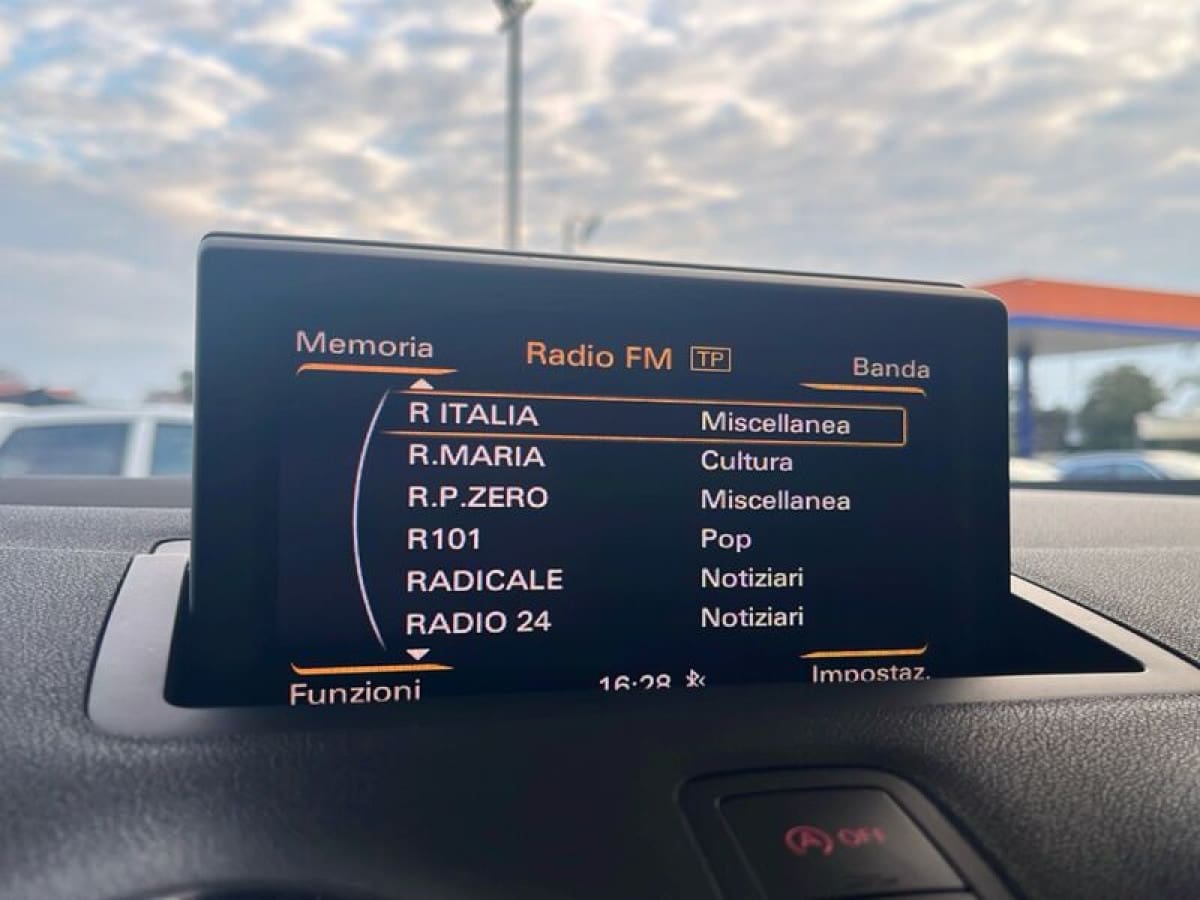 Memoria Radio FM TP Banda
R ITALIA Miscellanea
R.MARIA Cultura
R.P.ZERO Miscellanea
R101 Pop
RADICALE Notiziari
RADIO 24 Notiziari
Funzioni 16:28 Impostaz.
A OFF